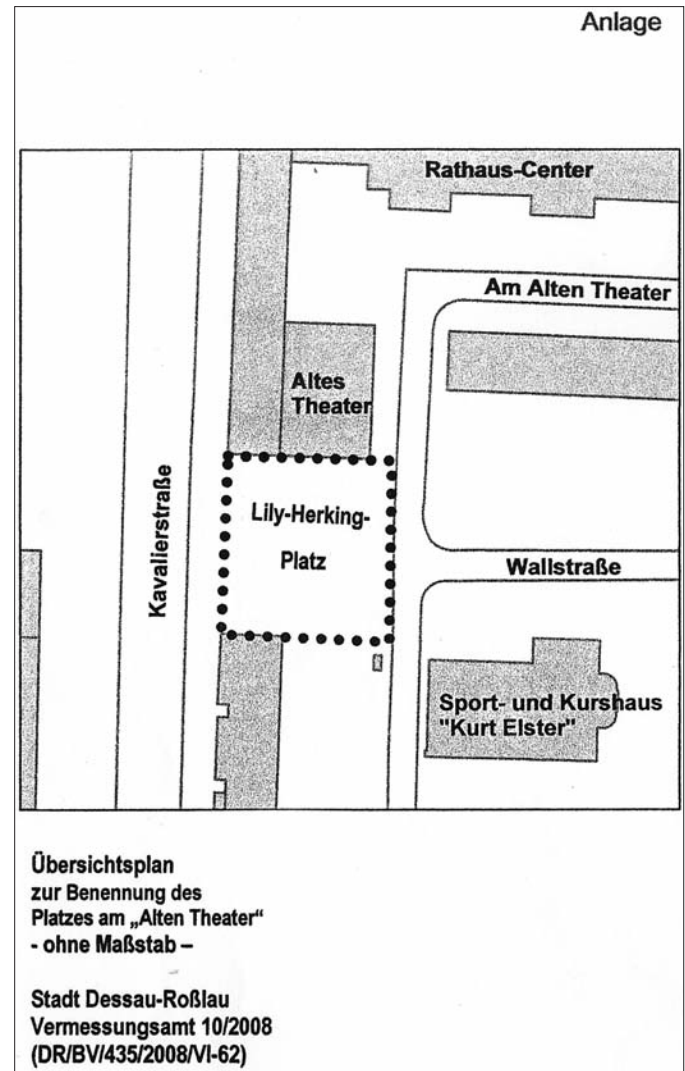 Anlage
Rathaus-Center
Am Alten Theater
Altes
Theater
Kavalierstraße
Lily-Herking-
Platz
Wallstraße
Sport- und Kurshaus
"Kurt Elster"
Übersichtsplan
zur Benennung des
Platzes am „Alten Theater“
- ohne Maßstab –
Stadt Dessau-Roßlau
Vermessungsamt 10/2008
(DR/BV/435/2008/VI-62)